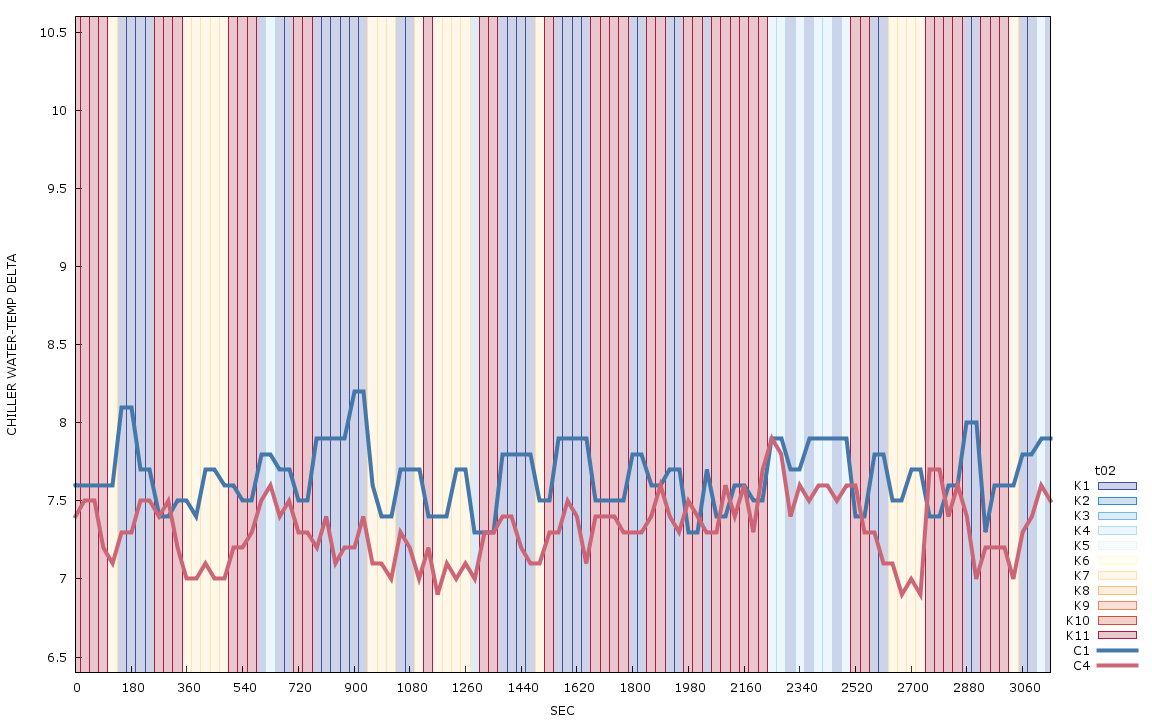 10.5
10
9.5
9
8.5
8
7.5
7
6.5
CHILLER WATER-TEMP DELTA
0 180 360 540 720 900 1080 1260 1440 1620 1800 1980 2160 2340 2520 2700 2880 3060
SEC
t02
K1
K2
K3
K4
K5
K6
K7
K8
K9
K10
K11
C1
C4